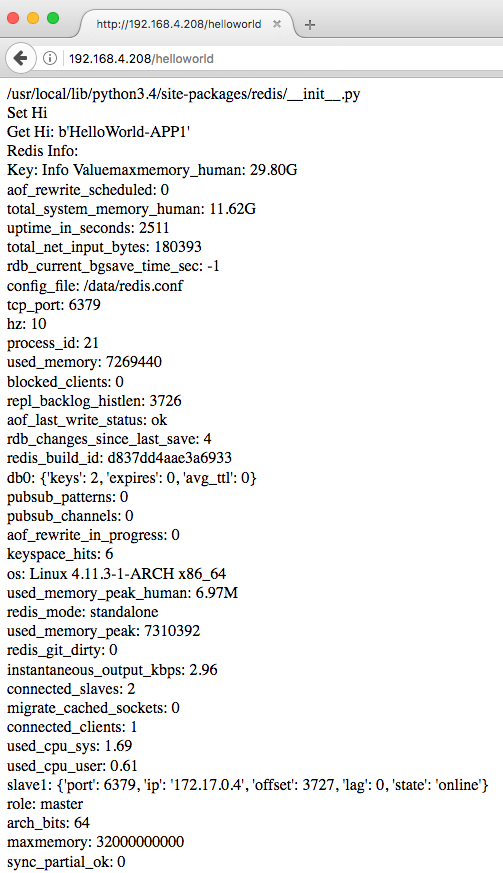 http://192.168.4.208/helloworld
192.168.4.208/helloworld
/usr/local/lib/python3.4/site-packages/redis/__init__.py
Set Hi
Get Hi: b'HelloWorld-APP1'
Redis Info:
Key: Info Valuemaxmemory_human: 29.80G
aof_rewrite_scheduled: 0
total_system_memory_human: 11.62G
uptime_in_seconds: 2511
total_net_input_bytes: 180393
rdb_current_bgsave_time_sec: -1
config_file: /data/redis.conf
tcp_port: 6379
hz: 10
process_id: 21
used_memory: 7269440
blocked_clients: 0
repl_backlog_histlen: 3726
aof_last_write_status: ok
rdb_changes_since_last_save: 4
redis_build_id: d837dd4aae3a6933
db0: {'keys': 2, 'expires': 0, 'avg_ttl': 0}
pubsub_patterns: 0
pubsub_channels: 0
aof_rewrite_in_progress: 0
keyspace_hits: 6
os: Linux 4.11.3-1-ARCH x86_64
used_memory_peak_human: 6.97M
redis_mode: standalone
used_memory_peak: 7310392
redis_git_dirty: 0
instantaneous_output_kbps: 2.96
connected_slaves: 2
migrate_cached_sockets: 0
connected_clients: 1
used_cpu_sys: 1.69
used_cpu_user: 0.61
slave1: {'port': 6379, 'ip': '172.17.0.4', 'offset': 3727, 'lag': 0, 'state': 'online'}
role: master
arch_bits: 64
maxmemory: 32000000000
sync_partial_ok: 0